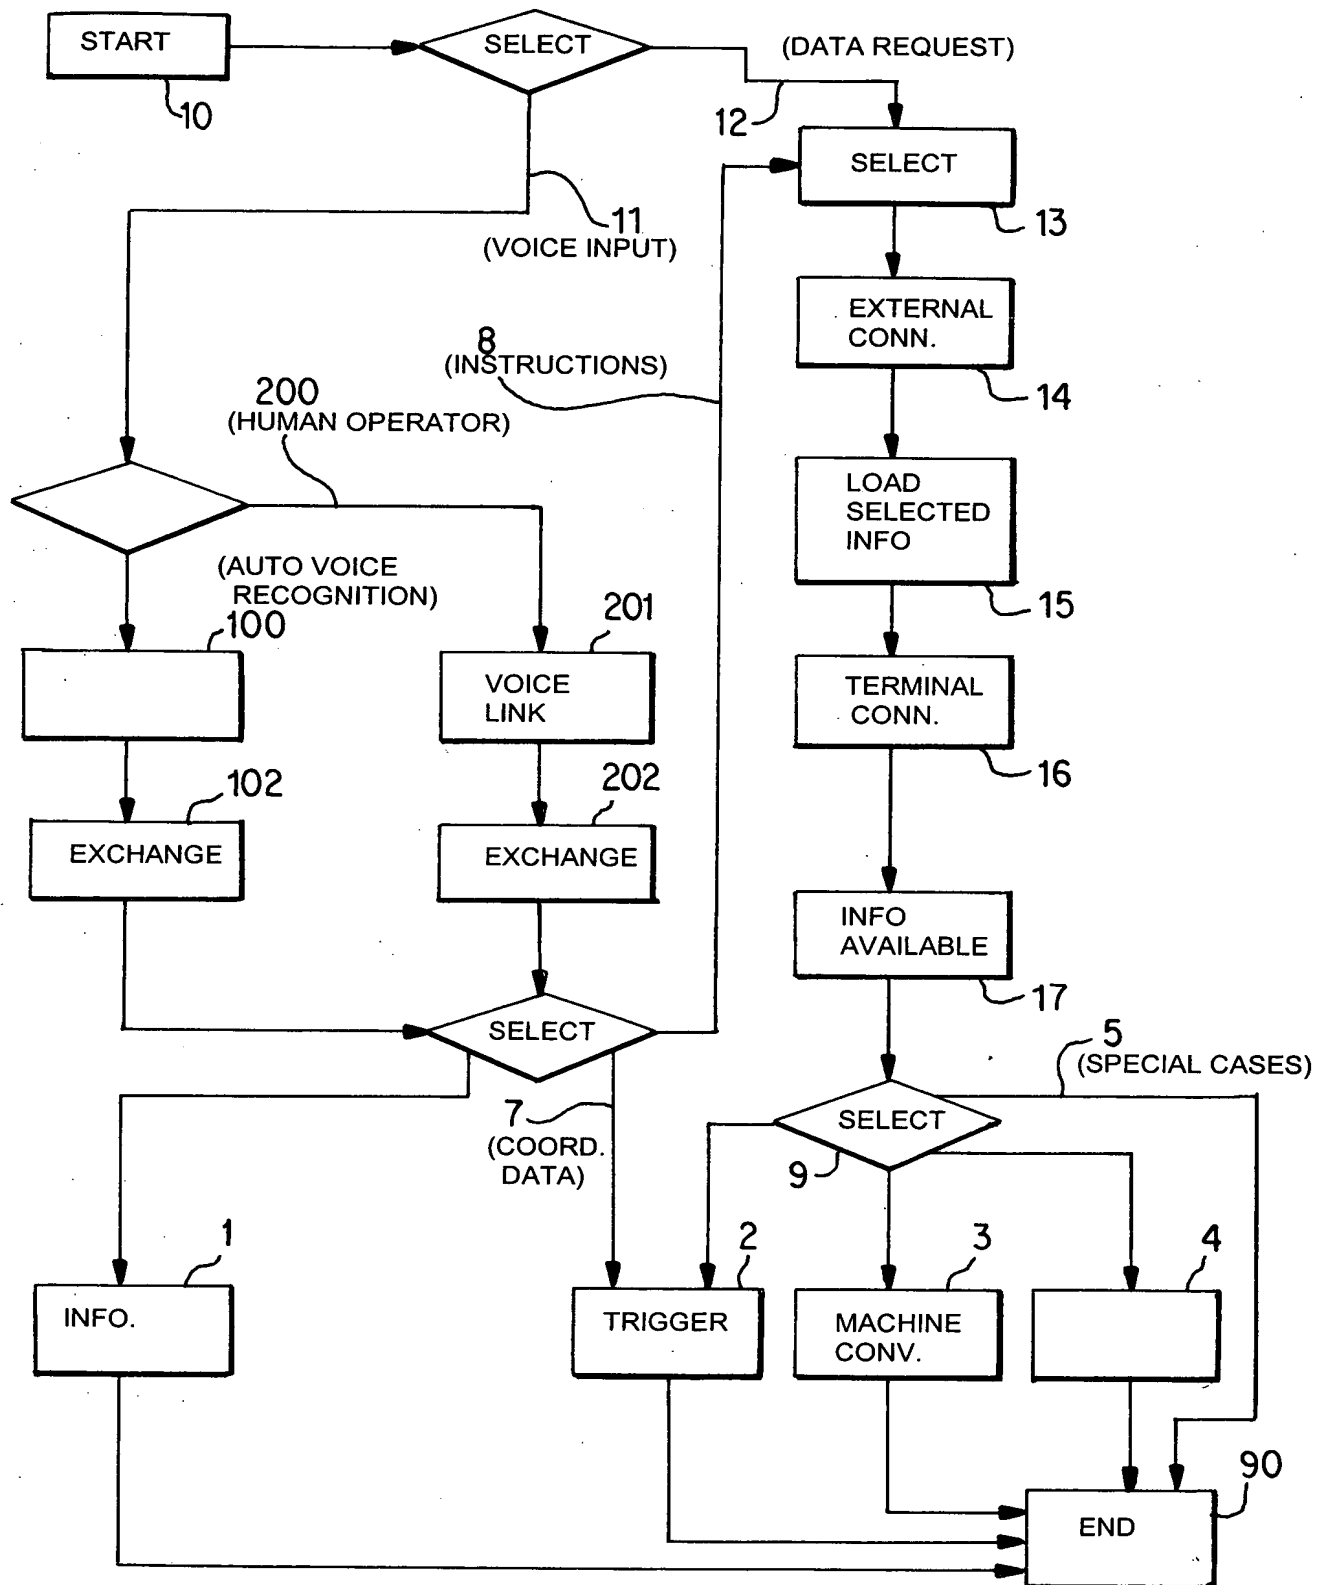 START
10
SELECT
(DATA REQUEST)
12
SELECT
13
11
(VOICE INPUT)
EXTERNAL
CONN.
14
8
(INSTRUCTIONS)
200
(HUMAN OPERATOR)
LOAD
SELECTED
INFO
15
(AUTO VOICE
RECOGNITION)
100
201
VOICE
LINK
TERMINAL
CONN.
16
102
EXCHANGE
202
EXCHANGE
INFO
AVAILABLE
17
SELECT
5
(SPECIAL CASES)
7
(COORD.
DATA)
SELECT
9
1
INFO.
2
TRIGGER
3
MACHINE
CONV.
4
90
END